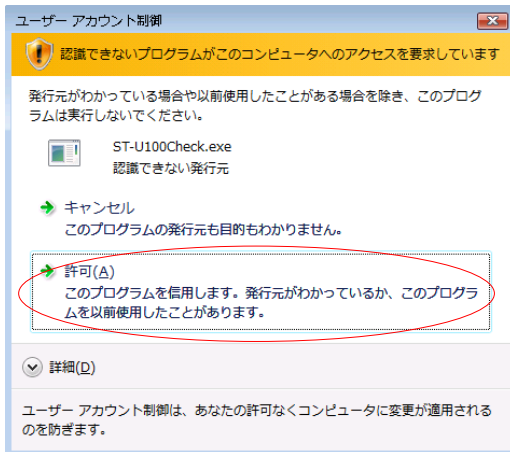 ユーザー アカウント制御
認識できないプログラムがこのコンピュータへのアクセスを要求しています
発行元がわかっている場合や以前使用したことがある場合を除き、このプログ
ラムは実行しないでください。
ST-U100Check.exe
認識できない発行元
キャンセル
このプログラムの発行元も目的もわかりません。
許可(A)
このプログラムを信用します。発行元がわかっているか、このプログラ
ムを以前使用したことがあります。
詳細(D)
ユーザー アカウント制御は、あなたの許可なくコンピュータに変更が適用される
のを防ぎます。